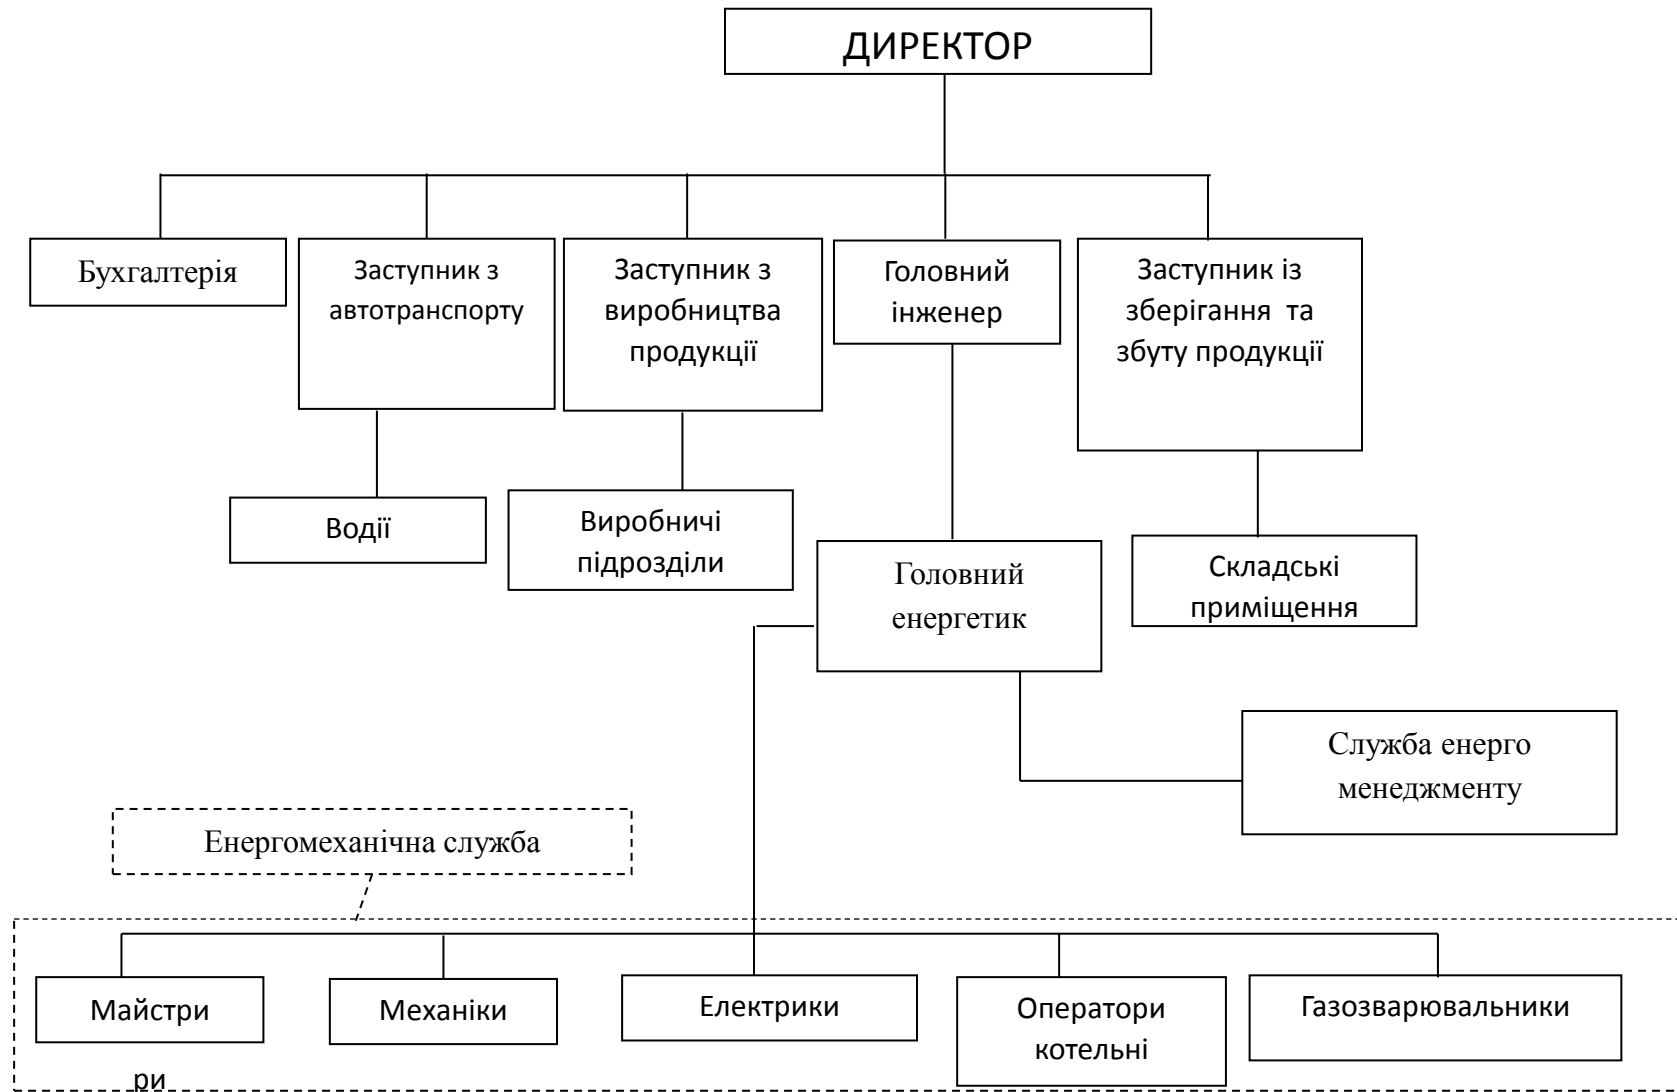 ДИРЕКТОР
Бухгалтерія
Заступник з
автотранспорту
Заступник з
виробництва
продукції
Головний
інженер
Заступник із
зберігання та
збуту продукції
Водії
Виробничі
підрозділи
Головний
енергетик
Складські
приміщення
Служба енерго
менеджменту
Енергомеханічна служба
Майстри
Механіки
Електрики
Оператори
котельні
Газозварювальники
ри